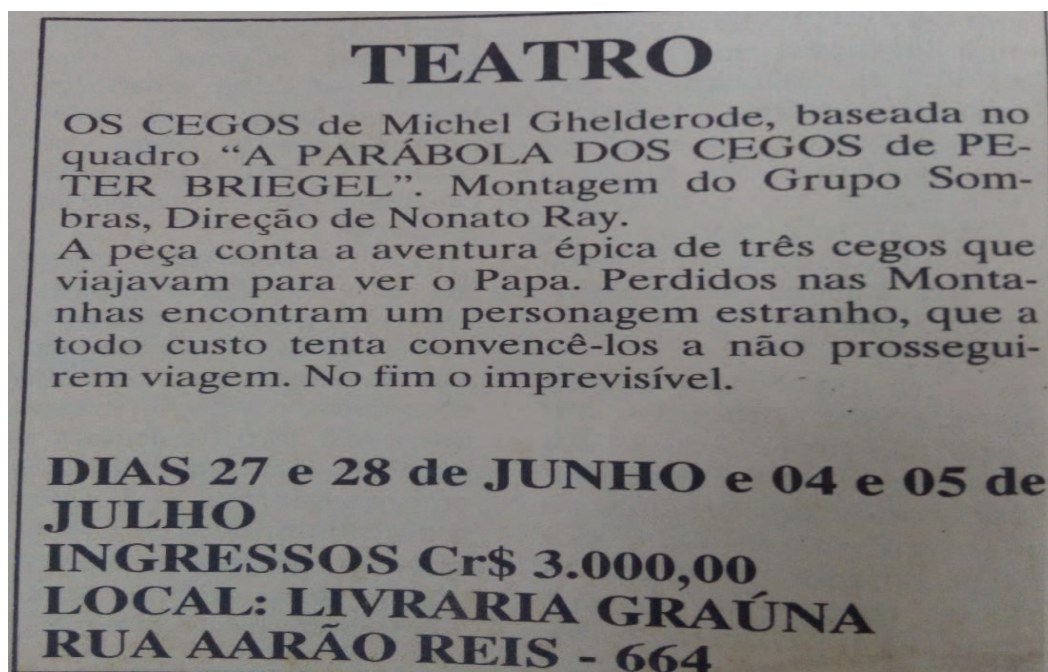 TEATRO
OS CEGOS de Michel Ghelderode, baseada no
quadro “A PARÁBOLA DOS CEGOS de PE-
TER BRIEGEL”. Montagem do Grupo Som-
bras, Direção de Nonato Ray.
A peça conta a aventura épica de três cegos que
viajavam para ver o Papa. Perdidos nas Monta-
nhas encontram um personagem estranho, que a
todo custo tenta convencê-los a não prossegui-
rem viagem. No fim o imprevisível.
DIAS 27 e 28 de JUNHO e 04 e 05 de
JULHO
INGRESSOS Cr$ 3.000,00
LOCAL: LIVRARIA GRAÚNA
RUA AARÃO REIS - 664